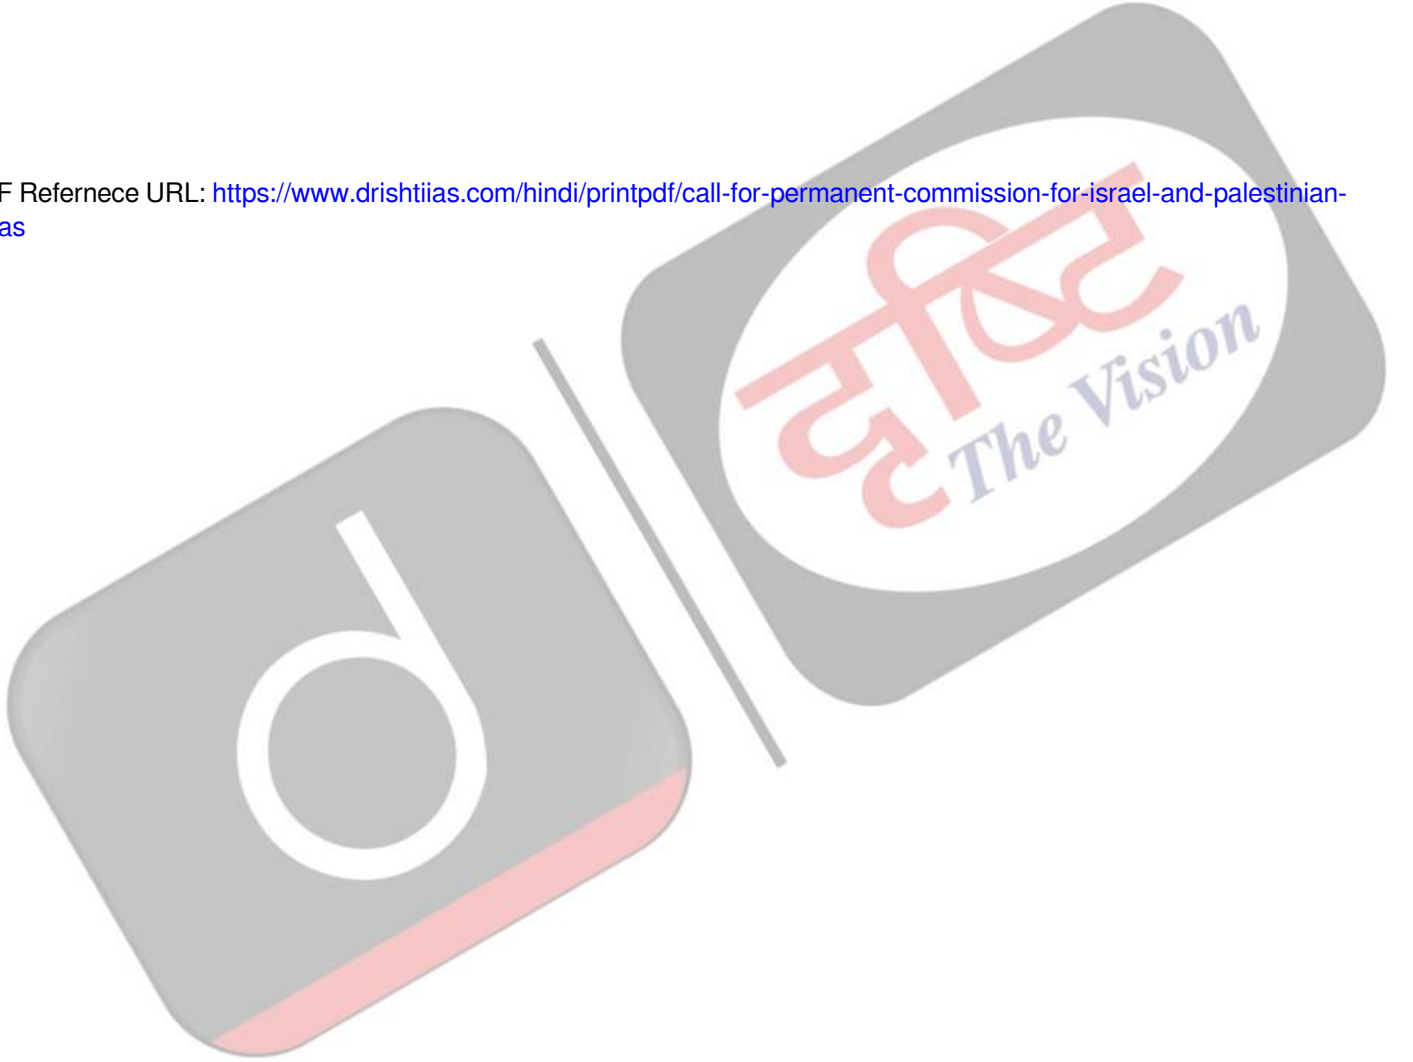 F Refernece URL: https://www.drishtiias.com/hindi/printpdf/call-for-permanent-commission-for-israel-and-palestinian-
as
दृष्टि
The Vision
d